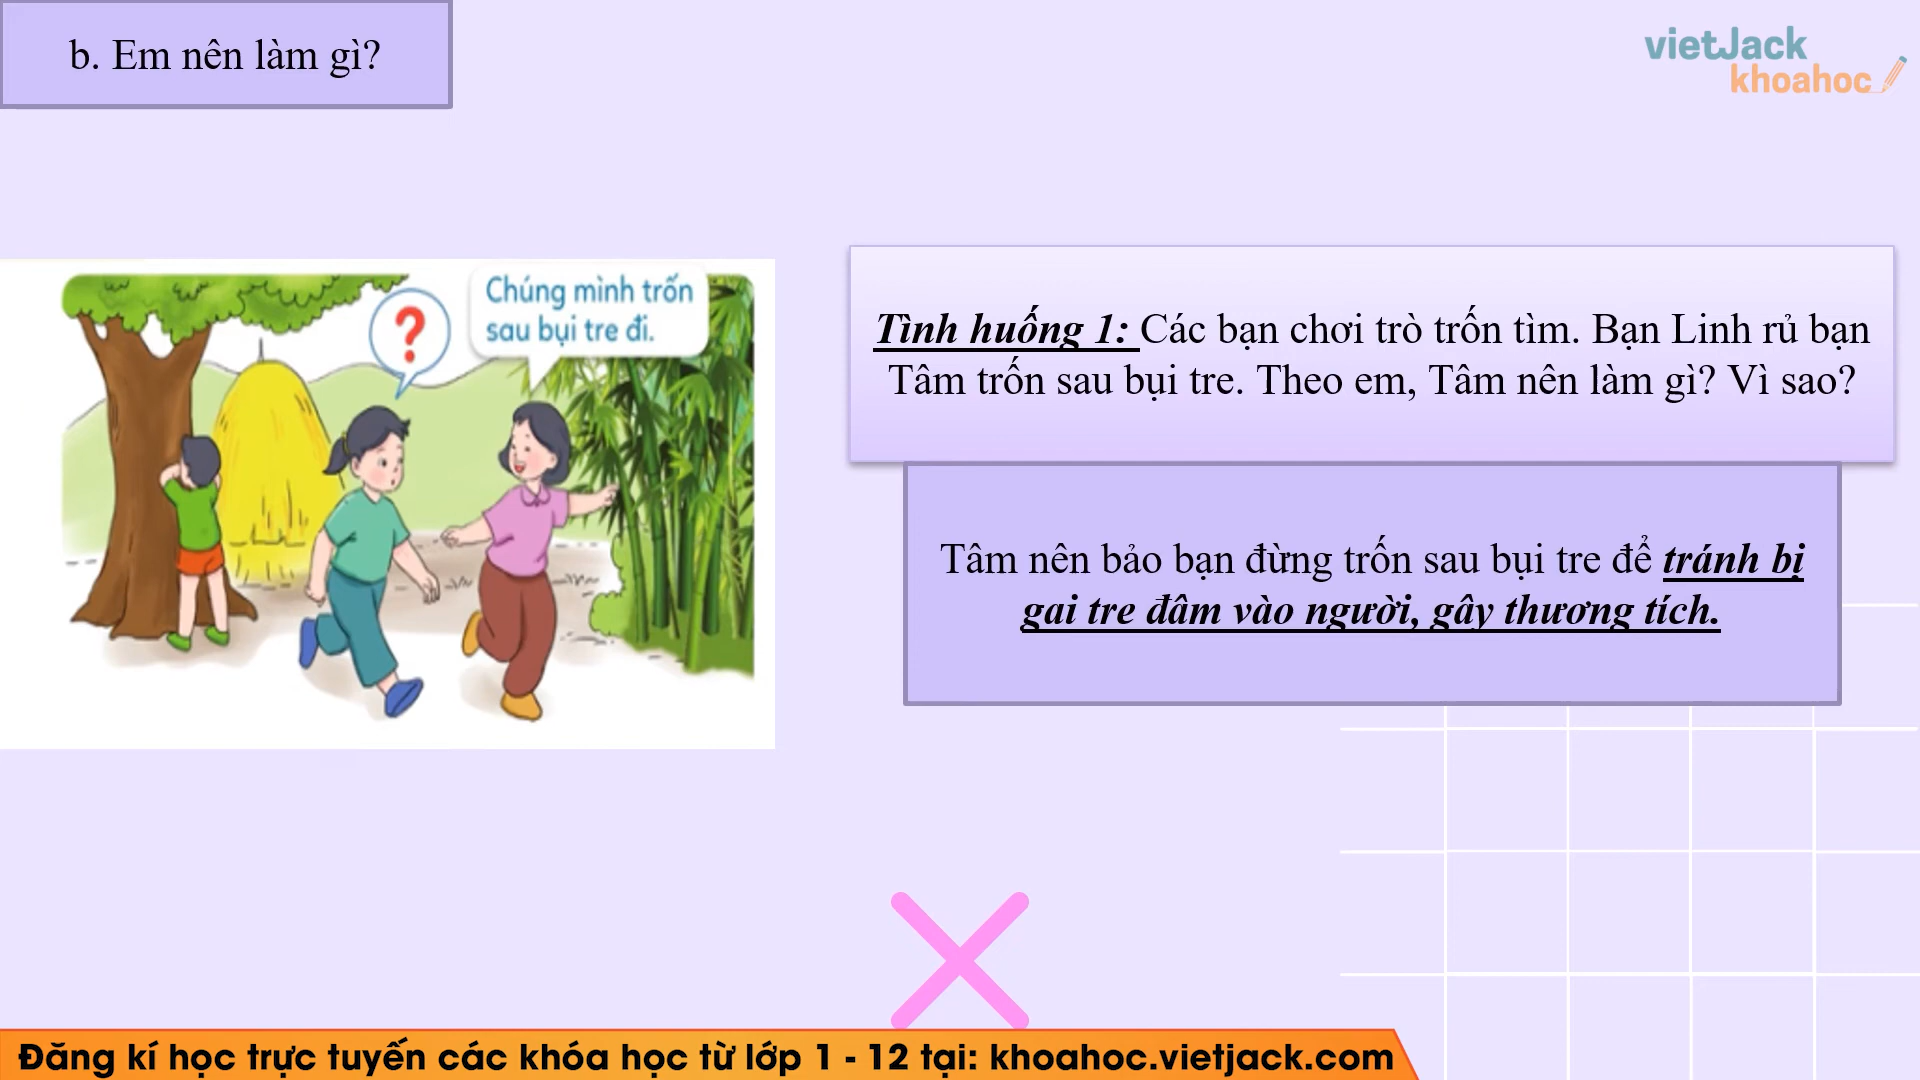 b. Em nên làm gì?
vietJack
khoahoc
?
Chúng mình trốn
sau bụi tre đi.
Tình huống 1: Các bạn chơi trò trốn tìm. Bạn Linh rủ bạn
Tâm trốn sau bụi tre. Theo em, Tâm nên làm gì? Vì sao?
Tâm nên bảo bạn đừng trốn sau bụi tre để tránh bị
gai tre đâm vào người, gây thương tích.
Đăng kí học trực tuyến các khóa học từ lớp 1 - 12 tại: khoahoc.vietjack.com